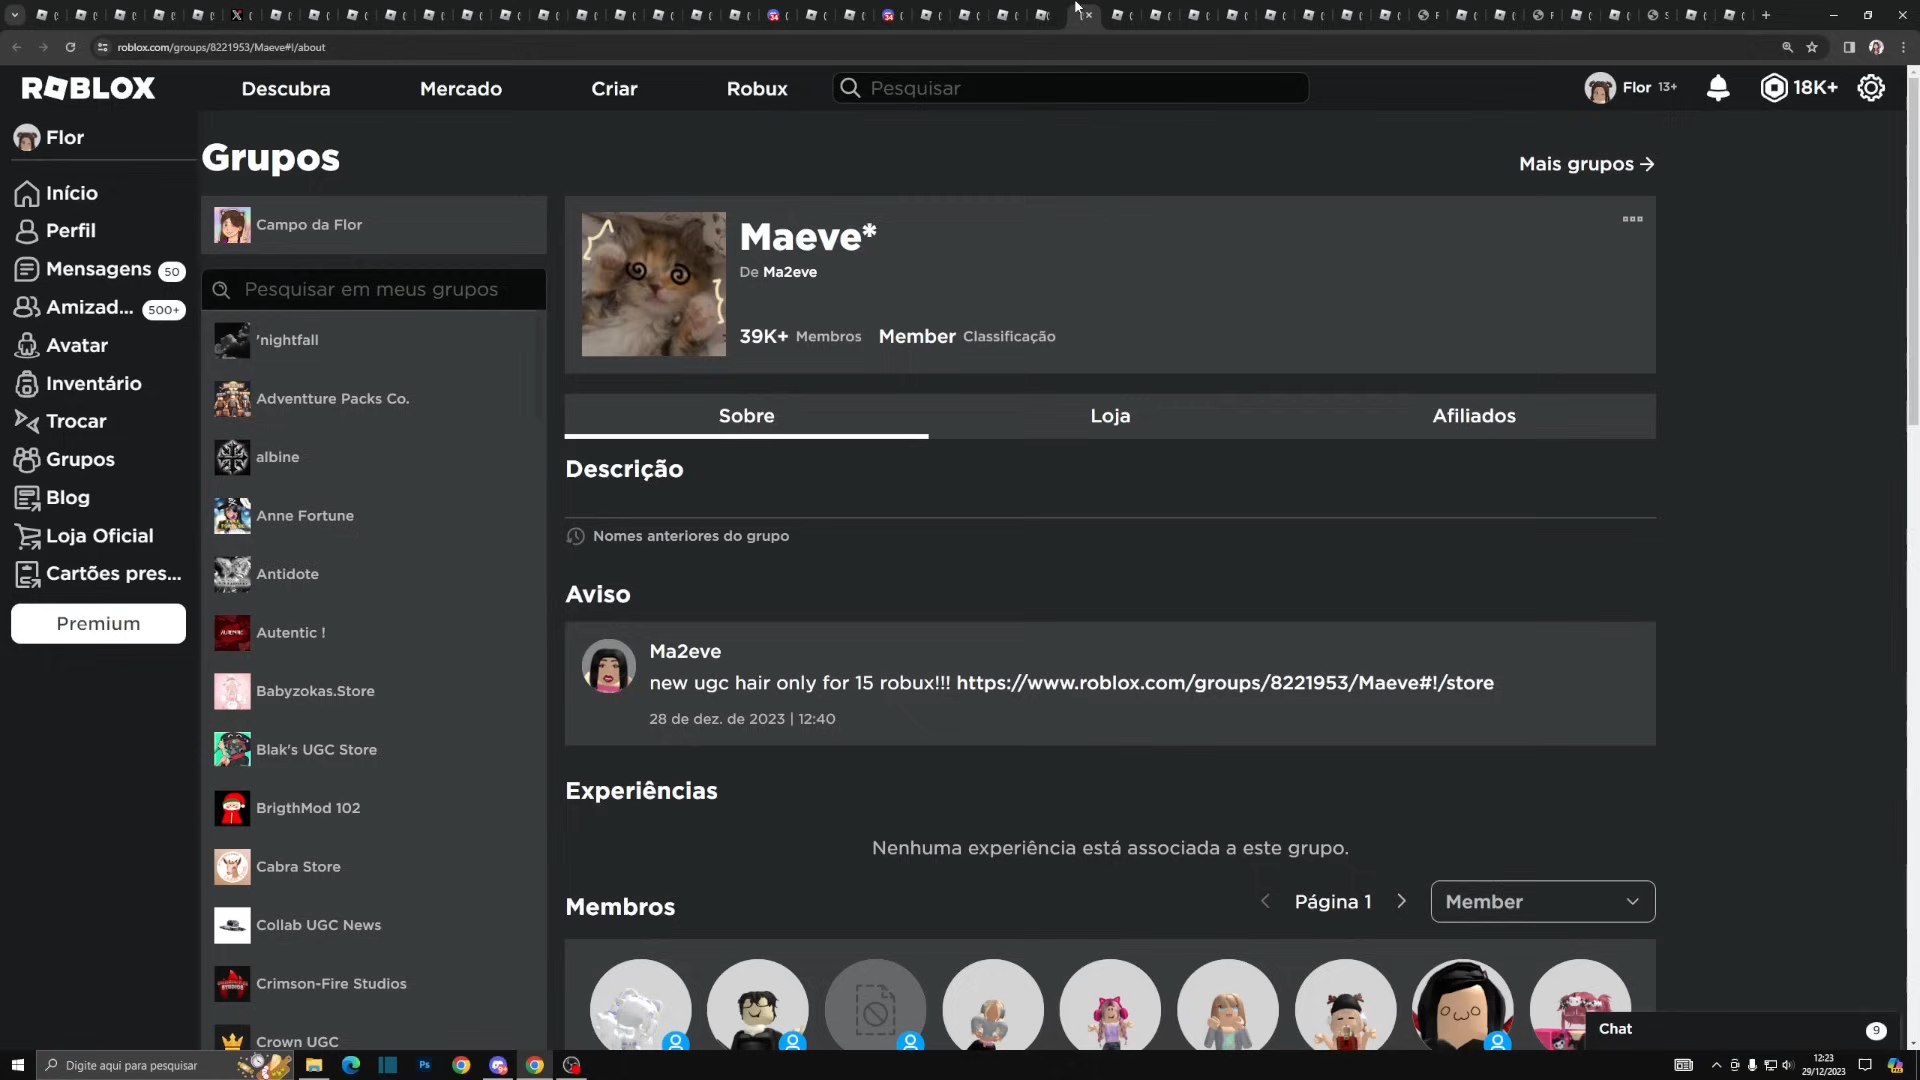 roblox.com/groups/8221953/Maeve#!/about
ROBLOX
Descubra
Mercado
Criar
Robux
Pesquisar
Flor 13+
18K+
Flor
Início
Perfil
Mensagens 50
Amizad... 500+
Avatar
Inventário
Trocar
Grupos
Blog
Loja Oficial
Cartões pres...
Premium
Grupos
Mais grupos
Campo da Flor
Pesquisar em meus grupos
'nightfall
Adventture Packs Co.
albine
Anne Fortune
Antidote
Autentic !
Babyzokas.Store
Blak's UGC Store
BrigthMod 102
Cabra Store
Collab UGC News
Crimson-Fire Studios
Crown UGC
Maeve*
De Ma2eve
39K+ Membros Member Classificação
Sobre
Loja
Afiliados
Descrição
Nomes anteriores do grupo
Aviso
Ma2eve
new ugc hair only for 15 robux!!! https://www.roblox.com/groups/8221953/Maeve#!/store
28 de dez. de 2023 | 12:40
Experiências
Nenhuma experiência está associada a este grupo.
Membros
Página 1
Member
Chat
9
Digite aqui para pesquisar
Ps
12:23
29/12/2023